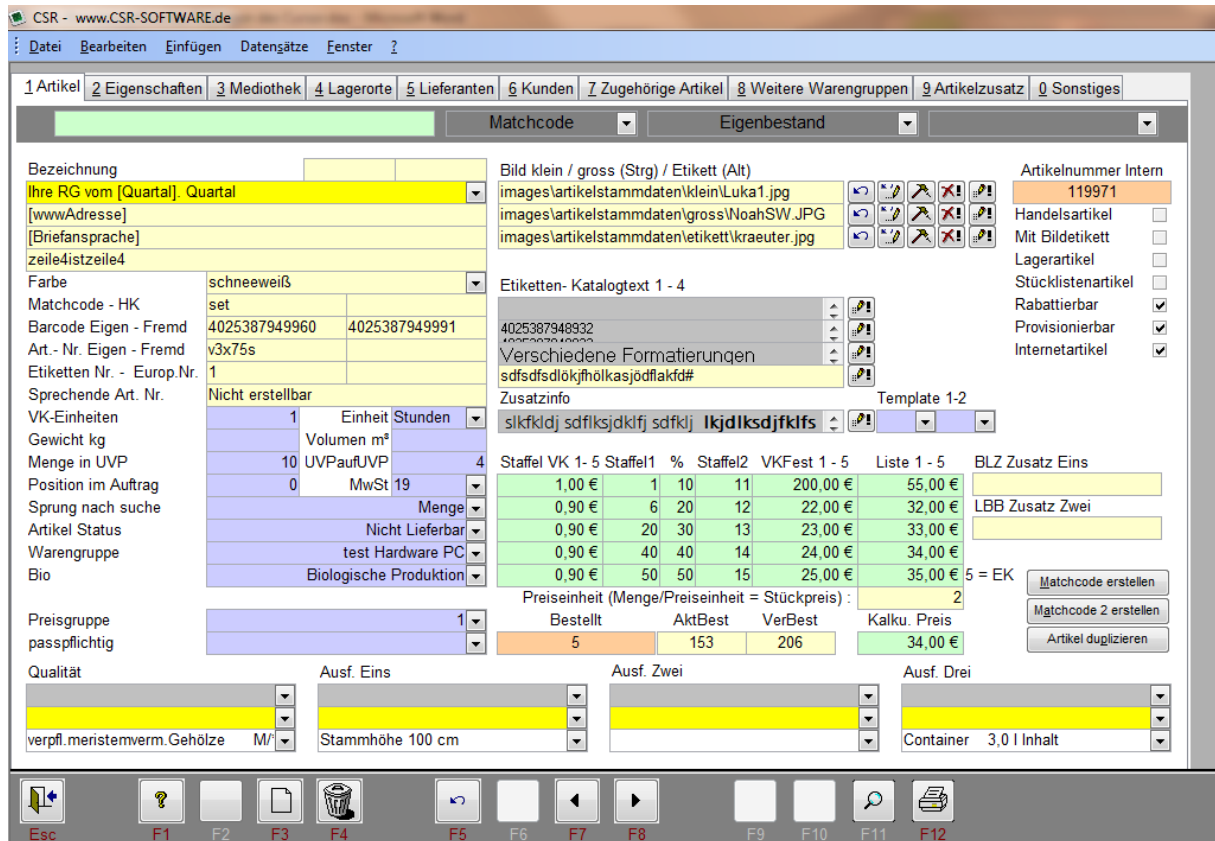 CSR - www.CSR-SOFTWARE.de
Datei Bearbeiten Einfügen Datensätze Fenster ?
1 Artikel 2 Eigenschaften 3 Mediothek 4 Lagerorte 5 Lieferanten 6 Kunden 7 Zugehörige Artikel 8 Weitere Warengruppen 9 Artikelzusatz 0 Sonstiges
Matchcode Eigenbestand
Bezeichnung Bild klein / gross (Strg) / Etikett (Alt) Artikelnummer Intern
Ihre RG vom [Quartal]. Quartal images\artikelstammdaten\klein\Luka1.jpg 119971
[wwwAdresse] images\artikelstammdaten\gross\NoahSW.JPG Handelsartikel
[Briefansprache] images\artikelstammdaten\etikett\kraeuter.jpg Mit Bildetikett
zeile4istzeile4 Lagerartikel
Farbe schneeweiß Etiketten- Katalogtext 1 - 4 Stücklistenartikel
Matchcode - HK set Rabattierbar
Barcode Eigen - Fremd 4025387949960 4025387949991 4025387948932 Provisionierbar
Art.- Nr. Eigen - Fremd v3x75s Verschiedene Formatierungen Internetartikel
Etiketten Nr. - Europ.Nr. 1 sdfsdfsdlökjfhölkasjödflakfd#
Sprechende Art. Nr. Nicht erstellbar Zusatzinfo Template 1-2
VK-Einheiten 1 Einheit Stunden slkfkldj sdflksjdklfj sdfklj lkjdlksdjfklfs
Gewicht kg Volumen m³
Menge in UVP 10 UVPaufUVP 4 Staffel VK 1- 5 Staffel1 % Staffel2 VKFest 1 - 5 Liste 1 - 5 BLZ Zusatz Eins
Position im Auftrag 0 MwSt 19 1,00 € 1 10 11 200,00 € 55,00 €
Sprung nach suche Menge 0,90 € 6 20 12 22,00 € 32,00 € LBB Zusatz Zwei
Artikel Status Nicht Lieferbar 0,90 € 20 30 13 23,00 € 33,00 €
Warengruppe test Hardware PC 0,90 € 40 40 14 24,00 € 34,00 €
Bio Biologische Produktion 0,90 € 50 50 15 25,00 € 35,00 € 5 = EK Matchcode erstellen
Preiseinheit (Menge/Preiseinheit = Stückpreis) : 2
Matchcode 2 erstellen
Preisgruppe 1 Bestellt AktBest VerBest Kalku. Preis
passpflichtig 5 153 206 34,00 € Artikel duplizieren
Qualität Ausf. Eins Ausf. Zwei Ausf. Drei
verpfl.meristemverm.Gehölze Stammhöhe 100 cm Container 3,0 l Inhalt
Esc F1 F2 F3 F4 F5 F6 F7 F8 F9 F10 F11 F12